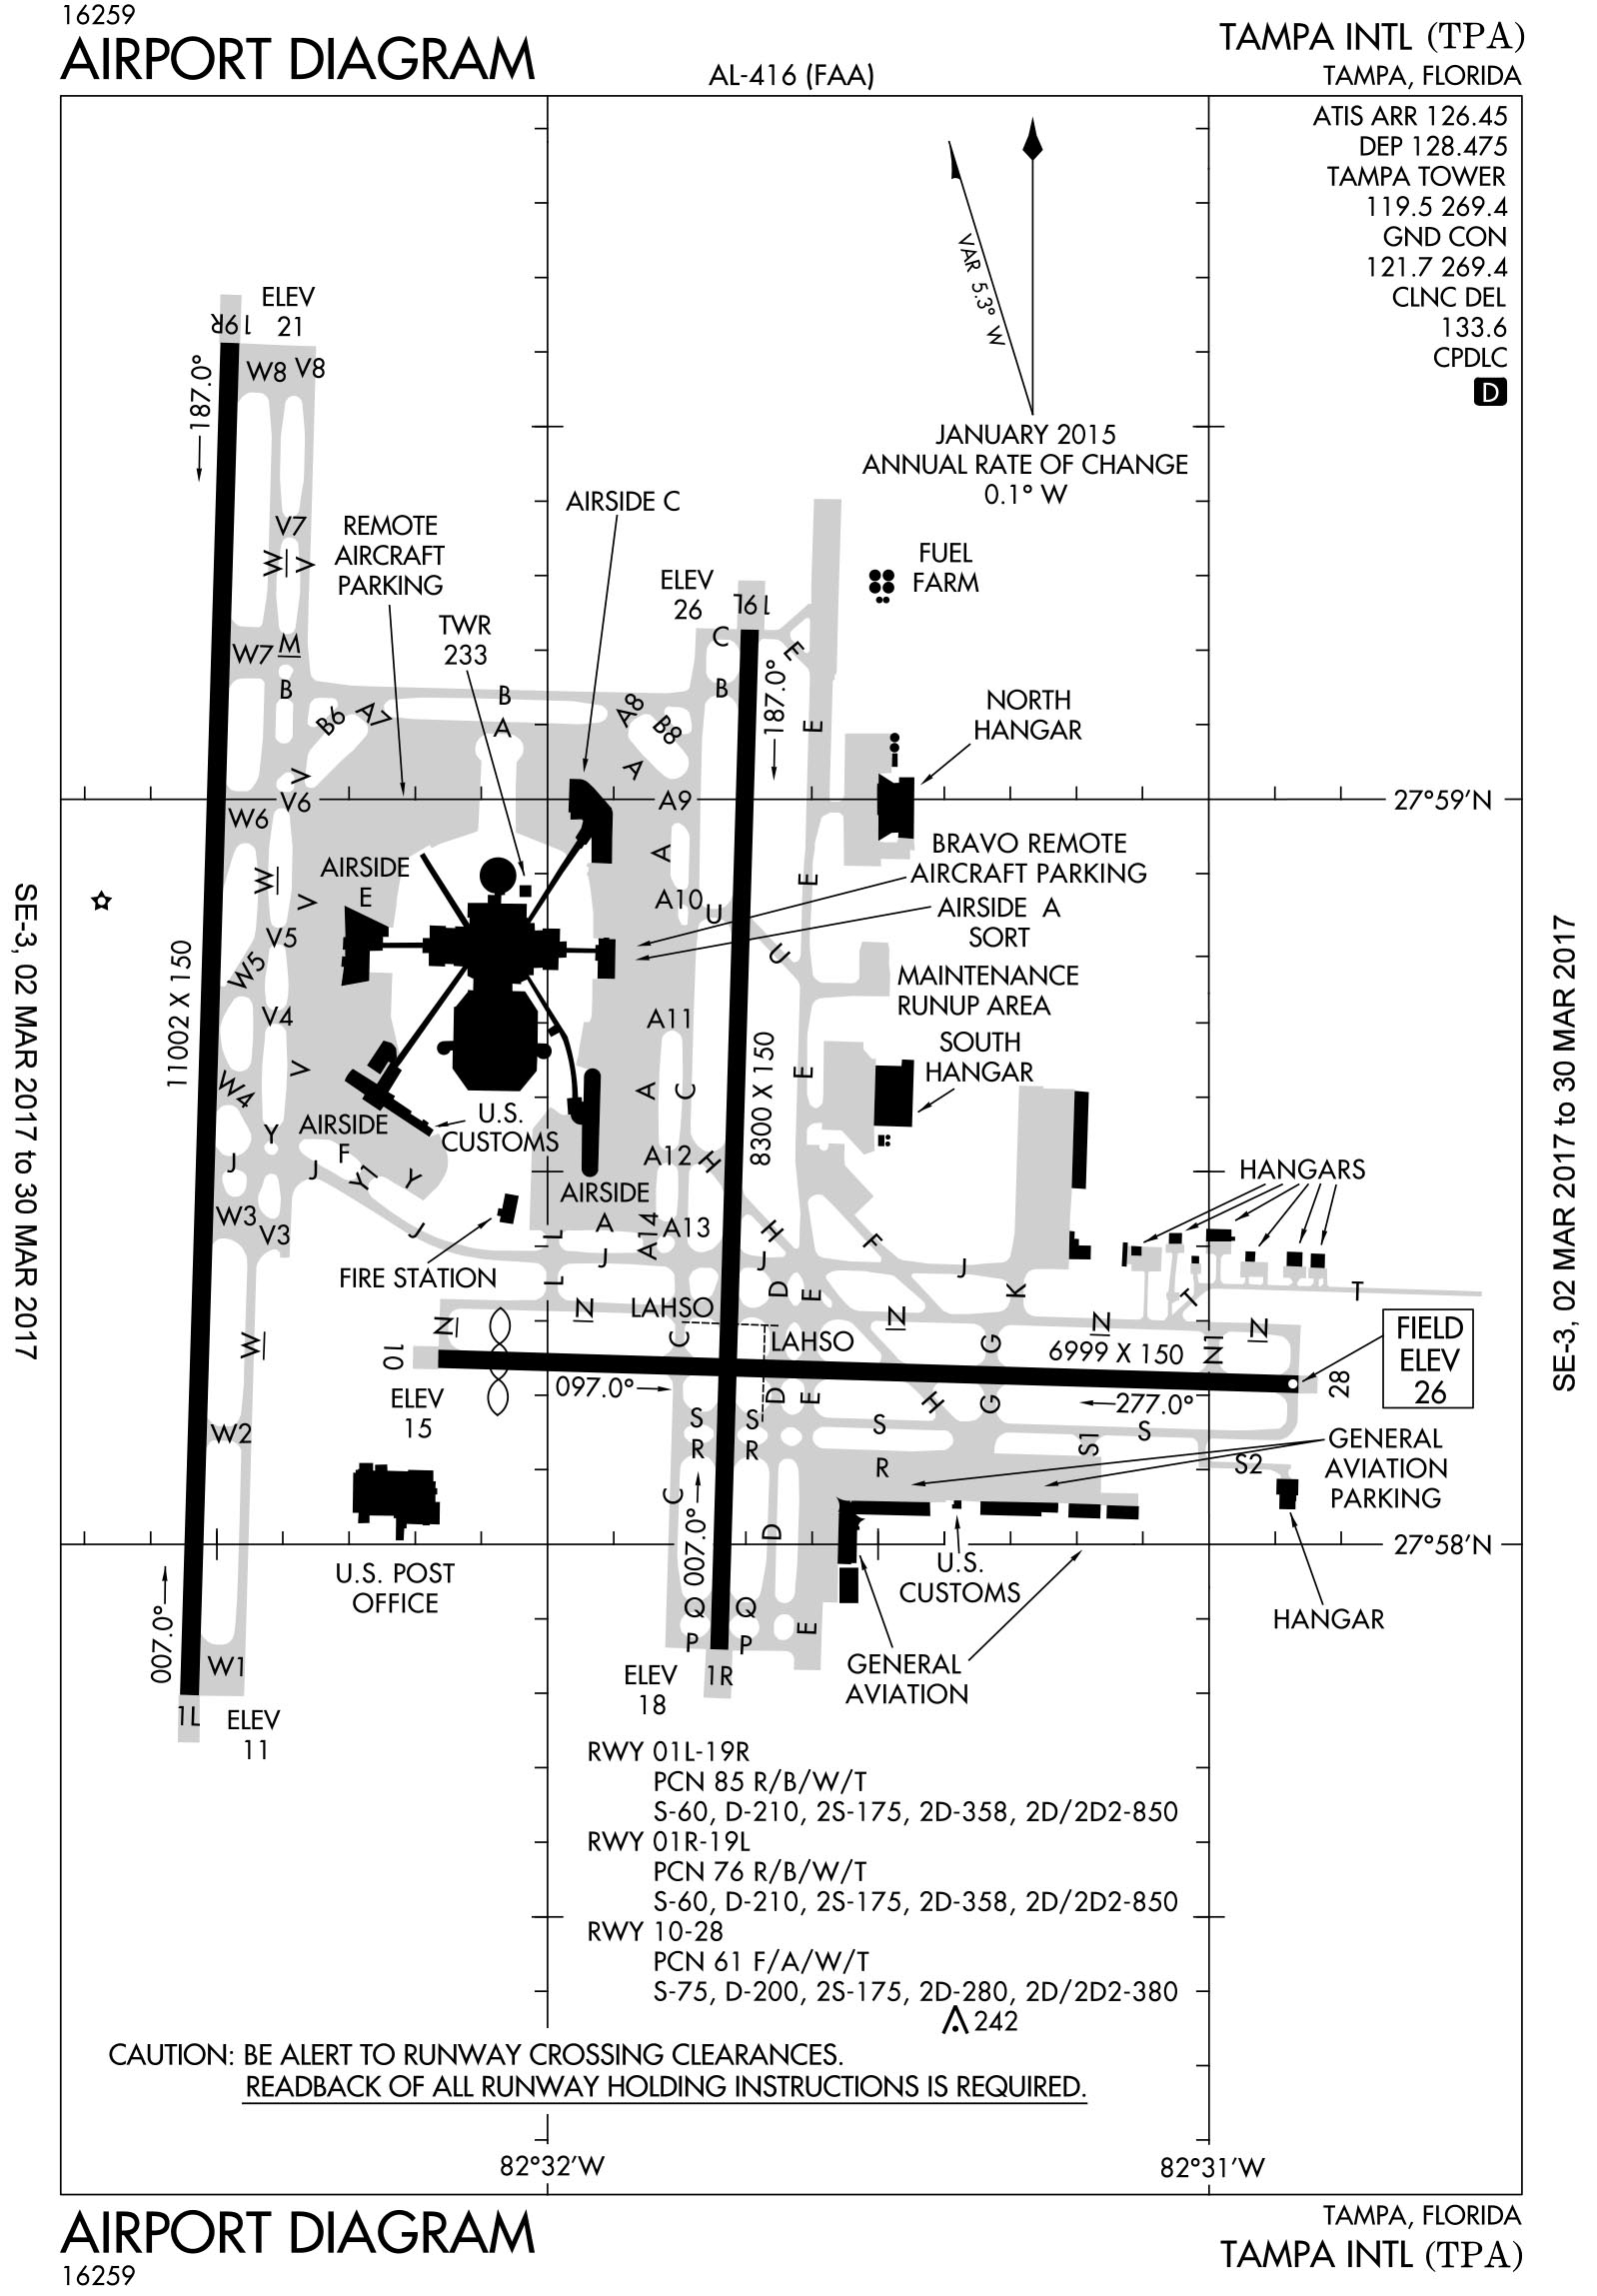 16259
AIRPORT DIAGRAM
AL-416 (FAA)
TAMPA INTL (TPA)
TAMPA, FLORIDA
ATIS ARR 126.45
DEP 128.475
TAMPA TOWER
119.5 269.4
GND CON
121.7 269.4
CLNC DEL
133.6
CPDLC
D
VAR 5.3° W
JANUARY 2015
ANNUAL RATE OF CHANGE
0.1° W
ELEV
21
19R
W8 V8
187.0°
AIRSIDE C
V7
W V
REMOTE
AIRCRAFT
PARKING
FUEL
FARM
ELEV
26
19L
TWR
233
C
E
W7 M
B
B
B
B6 A7
A
A8 B8
187.0°
E
NORTH
HANGAR
A
V
V6
W6
A9
27°59'N
BRAVO REMOTE
AIRCRAFT PARKING
A
AIRSIDE
E
W
V
E
A10 U
AIRSIDE A
SORT
V5
W5
U
MAINTENANCE
RUNUP AREA
V4
A11
11002 X 150
8300 X 150
SOUTH
HANGAR
V
E
W4
A
C
U.S.
CUSTOMS
AIRSIDE
F
Y
J
J
Y1
Y
A12 H
HANGARS
AIRSIDE
A
W3
V3
J
L
J
A14
A13
H
F
J
J
FIRE STATION
L
D
E
K
T
T
N
LAHSO
N
N
N
N
W
C
LAHSO
G
6999 X 150
N1
FIELD
ELEV
26
10
ELEV
15
097.0°
D
E
H
G
277.0°
28
W2
S
R
S
R
S
R
S1
S
S2
GENERAL
AVIATION
PARKING
C
007.0°
D
27°58'N
U.S. POST
OFFICE
U.S.
CUSTOMS
HANGAR
007.0°
Q
Q
P
P
E
W1
ELEV
18
1R
GENERAL
AVIATION
1L
ELEV
11
RWY 01L-19R
PCN 85 R/B/W/T
S-60, D-210, 2S-175, 2D-358, 2D/2D2-850
RWY 01R-19L
PCN 76 R/B/W/T
S-60, D-210, 2S-175, 2D-358, 2D/2D2-850
RWY 10-28
PCN 61 F/A/W/T
S-75, D-200, 2S-175, 2D-280, 2D/2D2-380
242
CAUTION: BE ALERT TO RUNWAY CROSSING CLEARANCES.
READBACK OF ALL RUNWAY HOLDING INSTRUCTIONS IS REQUIRED.
82°32'W
82°31'W
SE-3, 02 MAR 2017 to 30 MAR 2017
SE-3, 02 MAR 2017 to 30 MAR 2017
AIRPORT DIAGRAM
16259
TAMPA, FLORIDA
TAMPA INTL (TPA)